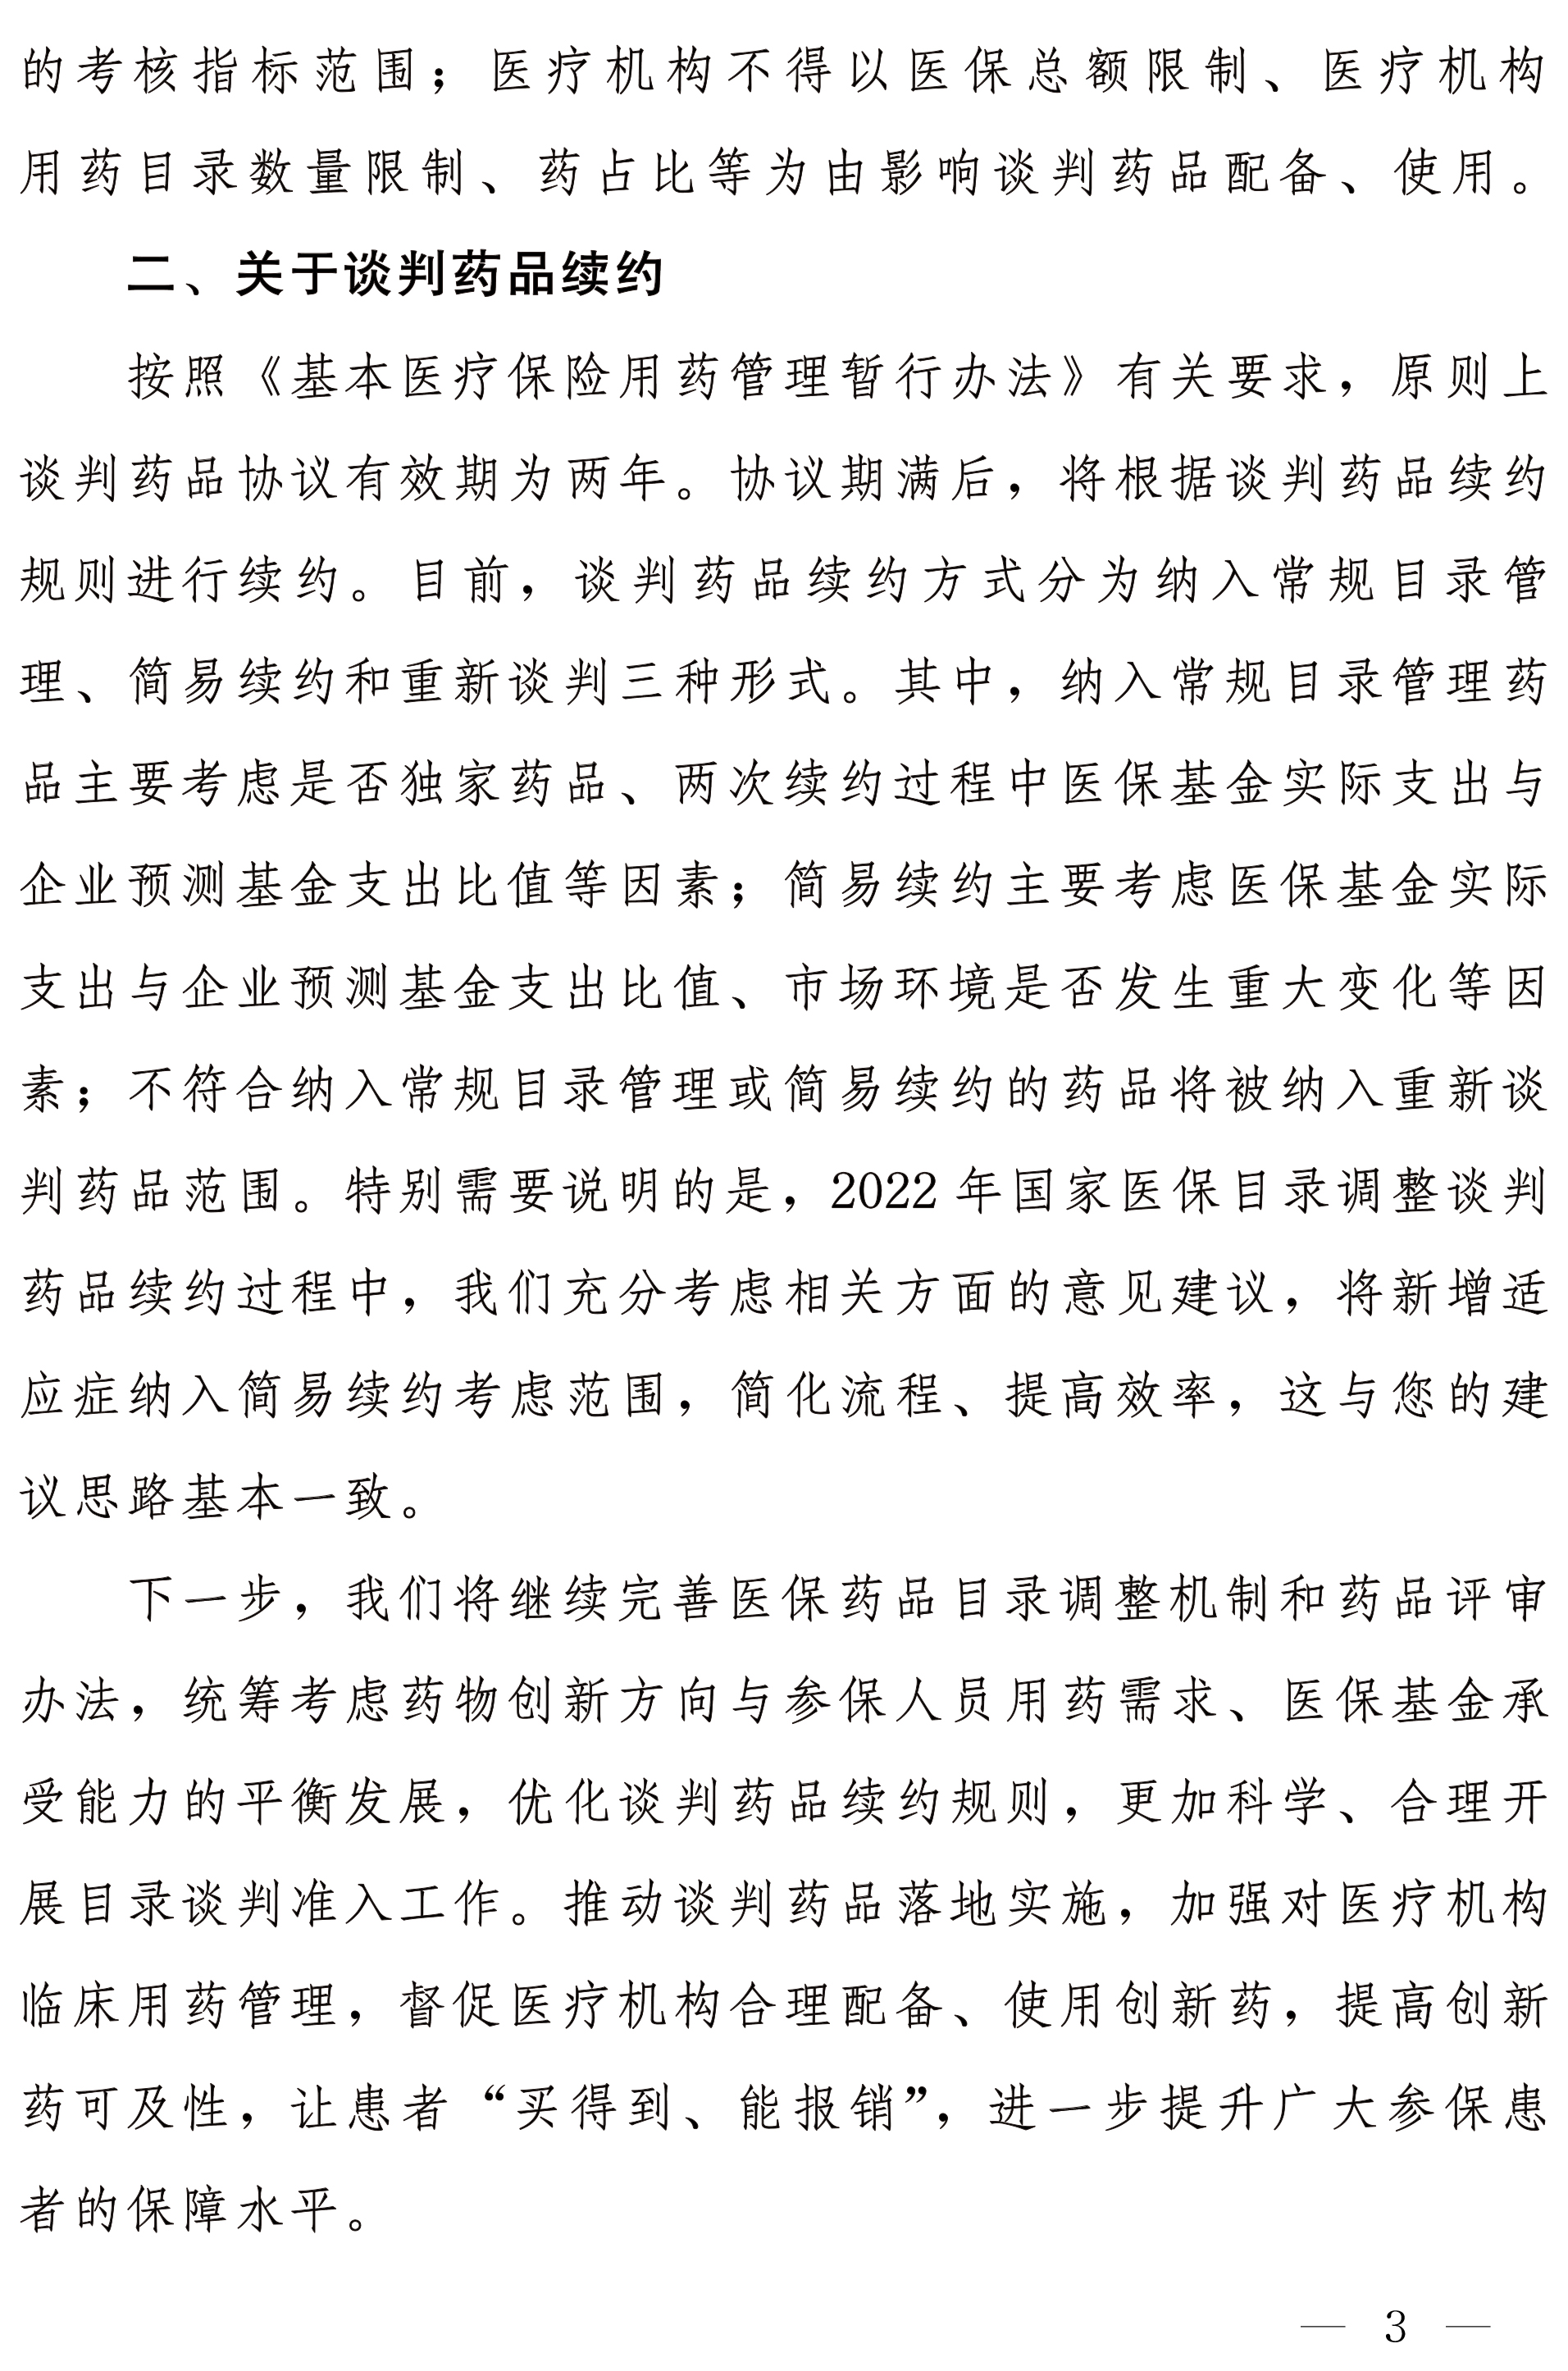 的考核指标范围；医疗机构不得以医保总额限制、医疗机构
用药目录数量限制、药占比等为由影响谈判药品配备、使用。
二、关于谈判药品续约
按照《基本医疗保险用药管理暂行办法》有关要求，原则上
谈判药品协议有效期为两年。协议期满后，将根据谈判药品续约
规则进行续约。目前，谈判药品续约方式分为纳入常规目录管
理、简易续约和重新谈判三种形式。其中，纳入常规目录管理药
品主要考虑是否独家药品、两次续约过程中医保基金实际支出与
企业预测基金支出比值等因素；简易续约主要考虑医保基金实际
支出与企业预测基金支出比值、市场环境是否发生重大变化等因
素；不符合纳入常规目录管理或简易续约的药品将被纳入重新谈
判药品范围。特别需要说明的是，2022 年国家医保目录调整谈判
药品续约过程中，我们充分考虑相关方面的意见建议，将新增适
应症纳入简易续约考虑范围，简化流程、提高效率，这与您的建
议思路基本一致。
下一步，我们将继续完善医保药品目录调整机制和药品评审
办法，统筹考虑药物创新方向与参保人员用药需求、医保基金承
受能力的平衡发展，优化谈判药品续约规则，更加科学、合理开
展目录谈判准入工作。推动谈判药品落地实施，加强对医疗机构
临床用药管理，督促医疗机构合理配备、使用创新药，提高创新
药可及性，让患者“买得到、能报销”，进一步提升广大参保患
者的保障水平。
— 3 —